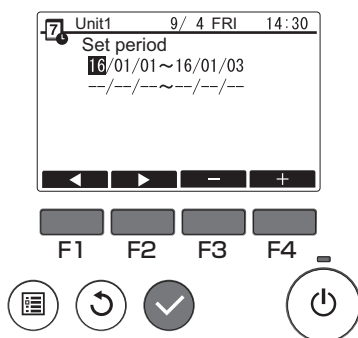 7 Unit1 9/ 4 FRI 14:30
Set period
16/01/01～16/01/03
--/--/--～--/--/--
− +
F1 F2 F3 F4